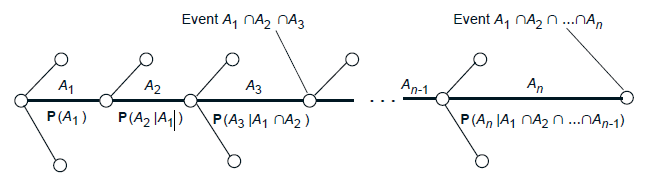 Event A1 ∩A2 ∩A3
Event A1 ∩A2 ∩ ...∩An
A1
A2
A3
An-1
An
. . .
P(A1 )
P(A2 |A1| )
P(A3 |A1 ∩A2 )
P(An |A1 ∩A2 ∩ ...∩An-1)